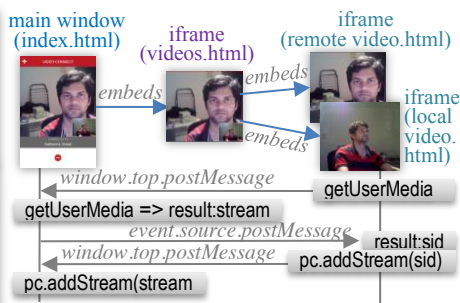 main window
(index.html)
iframe
(videos.html)
iframe
(remote video.html)
VIDEO CONNECT
embeds
embeds
embeds
iframe
(local
video.
html)
window.top.postMessage
getUserMedia
getUserMedia => result:stream
event.source.postMessage
result:sid
window.top.postMessage
pc.addStream(sid)
pc.addStream(stream